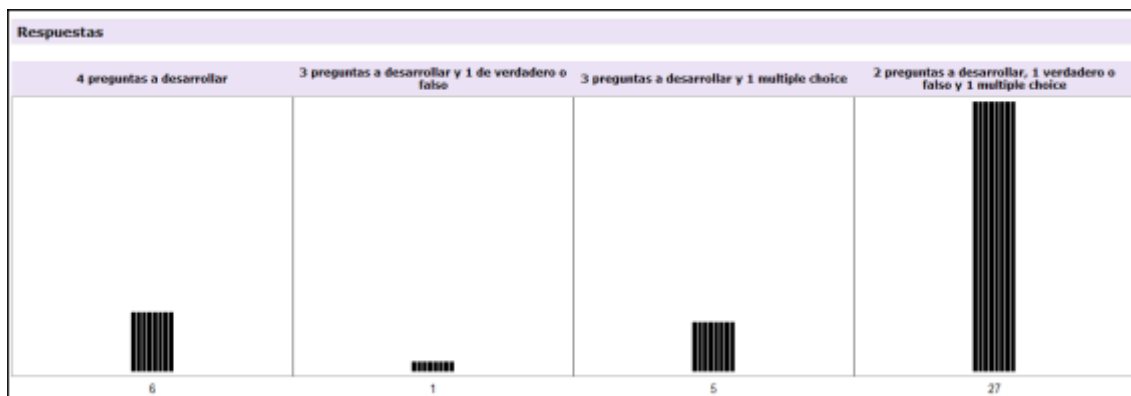 Respuestas
4 preguntas a desarrollar
3 preguntas a desarrollar y 1 de verdadero o
falso
3 preguntas a desarrollar y 1 multiple choice
2 preguntas a desarrollar, 1 verdadero o
falso y 1 multiple choice
6
1
5
27